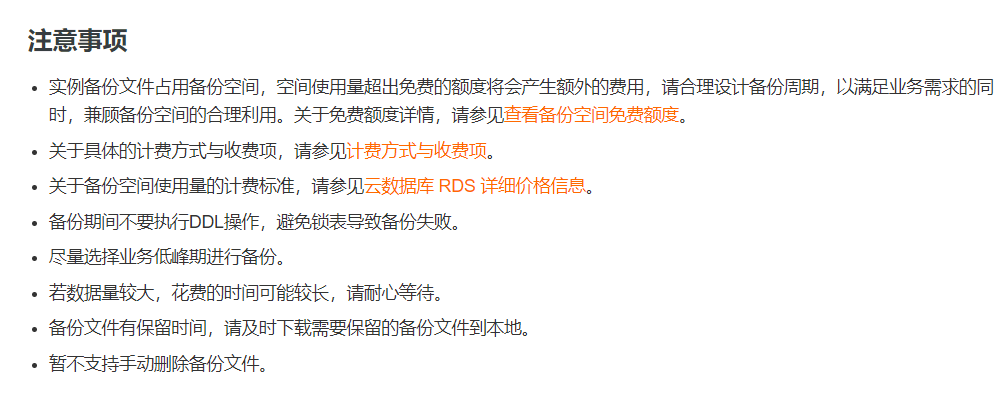 注意事项
实例备份文件占用备份空间，空间使用量超出免费的额度将会产生额外的费用，请合理设计备份周期，以满足业务需求的同
时，兼顾备份空间的合理利用。关于免费额度详情，请参见查看备份空间免费额度。
关于具体的计费方式与收费项，请参见计费方式与收费项。
关于备份空间使用量的计费标准，请参见云数据库 RDS 详细价格信息。
备份期间不要执行DDL操作，避免锁表导致备份失败。
尽量选择业务低峰期进行备份。
若数据量较大，花费的时间可能较长，请耐心等待。
备份文件有保留时间，请及时下载需要保留的备份文件到本地。
暂不支持手动删除备份文件。